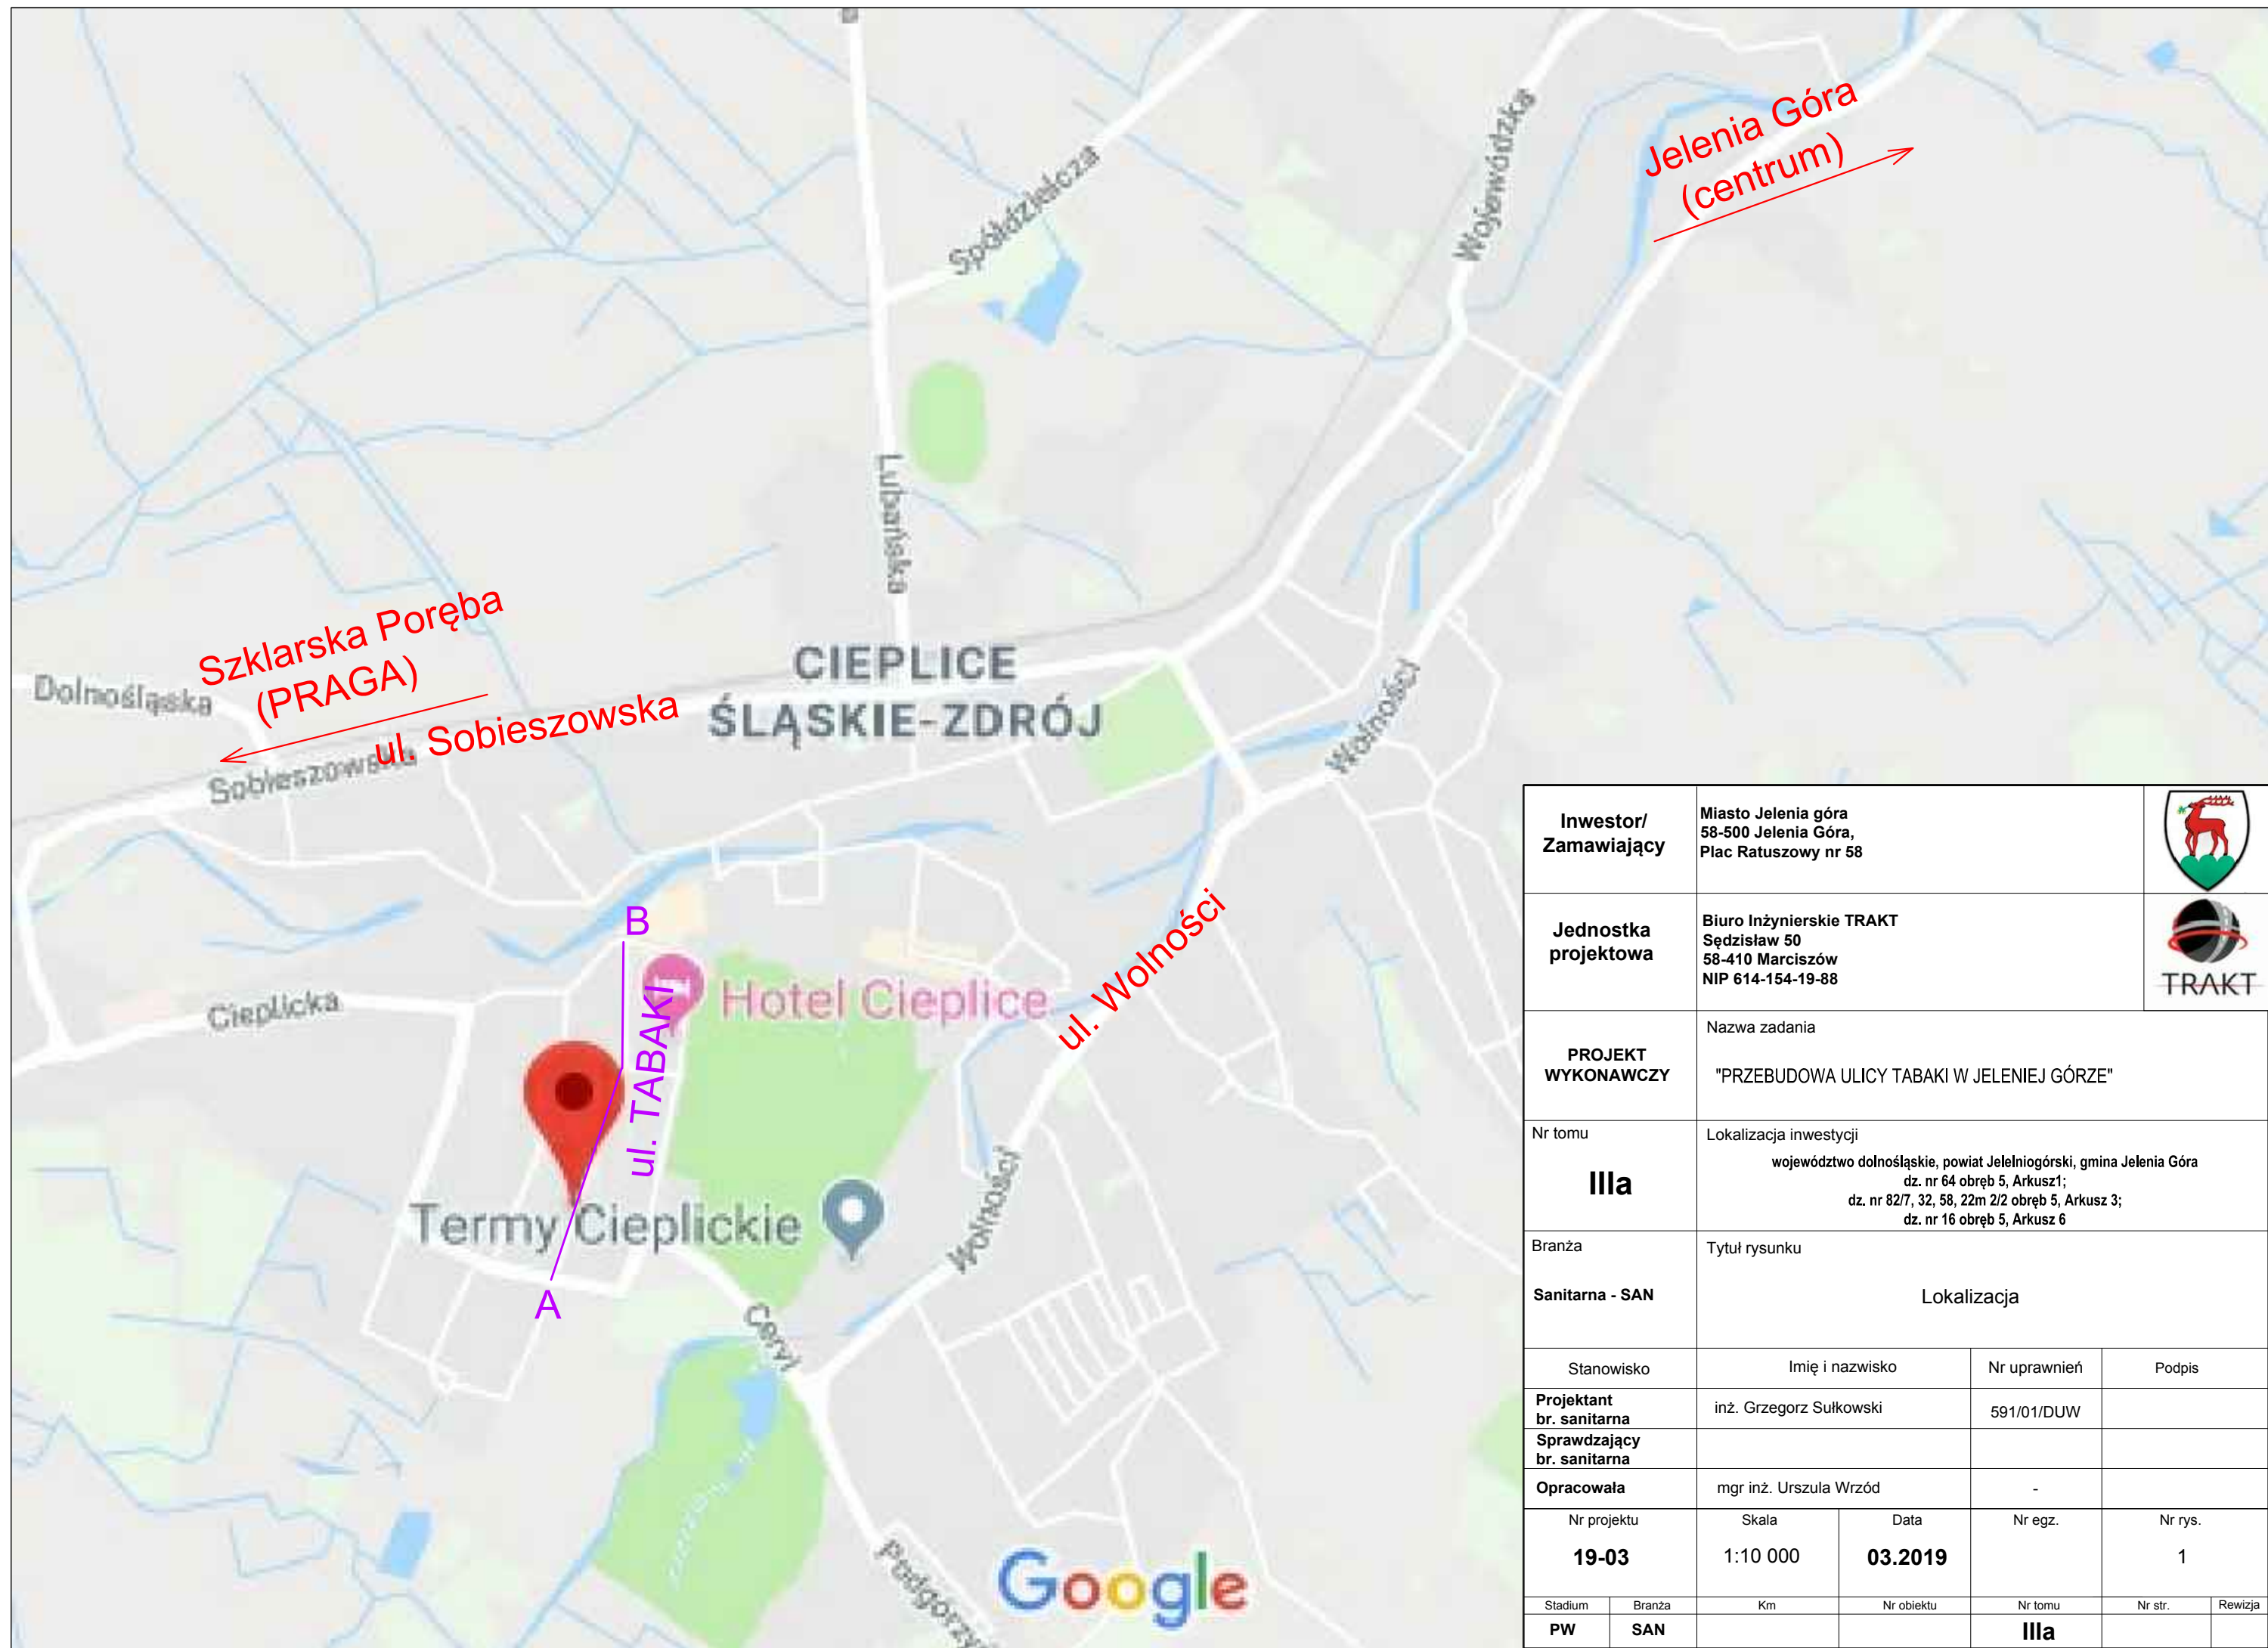 Spółdzielcza
Wojewódzka
Jelenia Góra
(centrum)
Lubańska
Szklarska Poręba
(PRAGA)
Dolnośląska
ul. Sobieszowska
Sobieszowska
CIEPLICE
ŚLĄSKIE-ZDRÓJ
Wolności
B
Hotel Cieplice
ul. Wolności
Cieplicka
ul. TABAKI
Termy Cieplickie
Wolności
A
Cervi
Google
Inwestor/
Zamawiający
Miasto Jelenia góra
58-500 Jelenia Góra,
Plac Ratuszowy nr 58
Jednostka
projektowa
Biuro Inżynierskie TRAKT
Sędzisław 50
58-410 Marciszów
NIP 614-154-19-88
TRAKT
PROJEKT
WYKONAWCZY
Nazwa zadania
"PRZEBUDOWA ULICY TABAKI W JELENIEJ GÓRZE"
Nr tomu
IIIa
Lokalizacja inwestycji
województwo dolnośląskie, powiat Jelelniogórski, gmina Jelenia Góra
dz. nr 64 obręb 5, Arkusz1;
dz. nr 82/7, 32, 58, 22m 2/2 obręb 5, Arkusz 3;
dz. nr 16 obręb 5, Arkusz 6
Branża
Sanitarna - SAN
Tytuł rysunku
Lokalizacja
Stanowisko Imię i nazwisko Nr uprawnień Podpis
Projektant
br. sanitarna
inż. Grzegorz Sułkowski 591/01/DUW
Sprawdzający
br. sanitarna
Opracowała mgr inż. Urszula Wrzód -
Nr projektu Skala Data Nr egz. Nr rys.
19-03 1:10 000 03.2019 1
Stadium Branża Km Nr obiektu Nr tomu Nr str. Rewizja
PW SAN IIIa